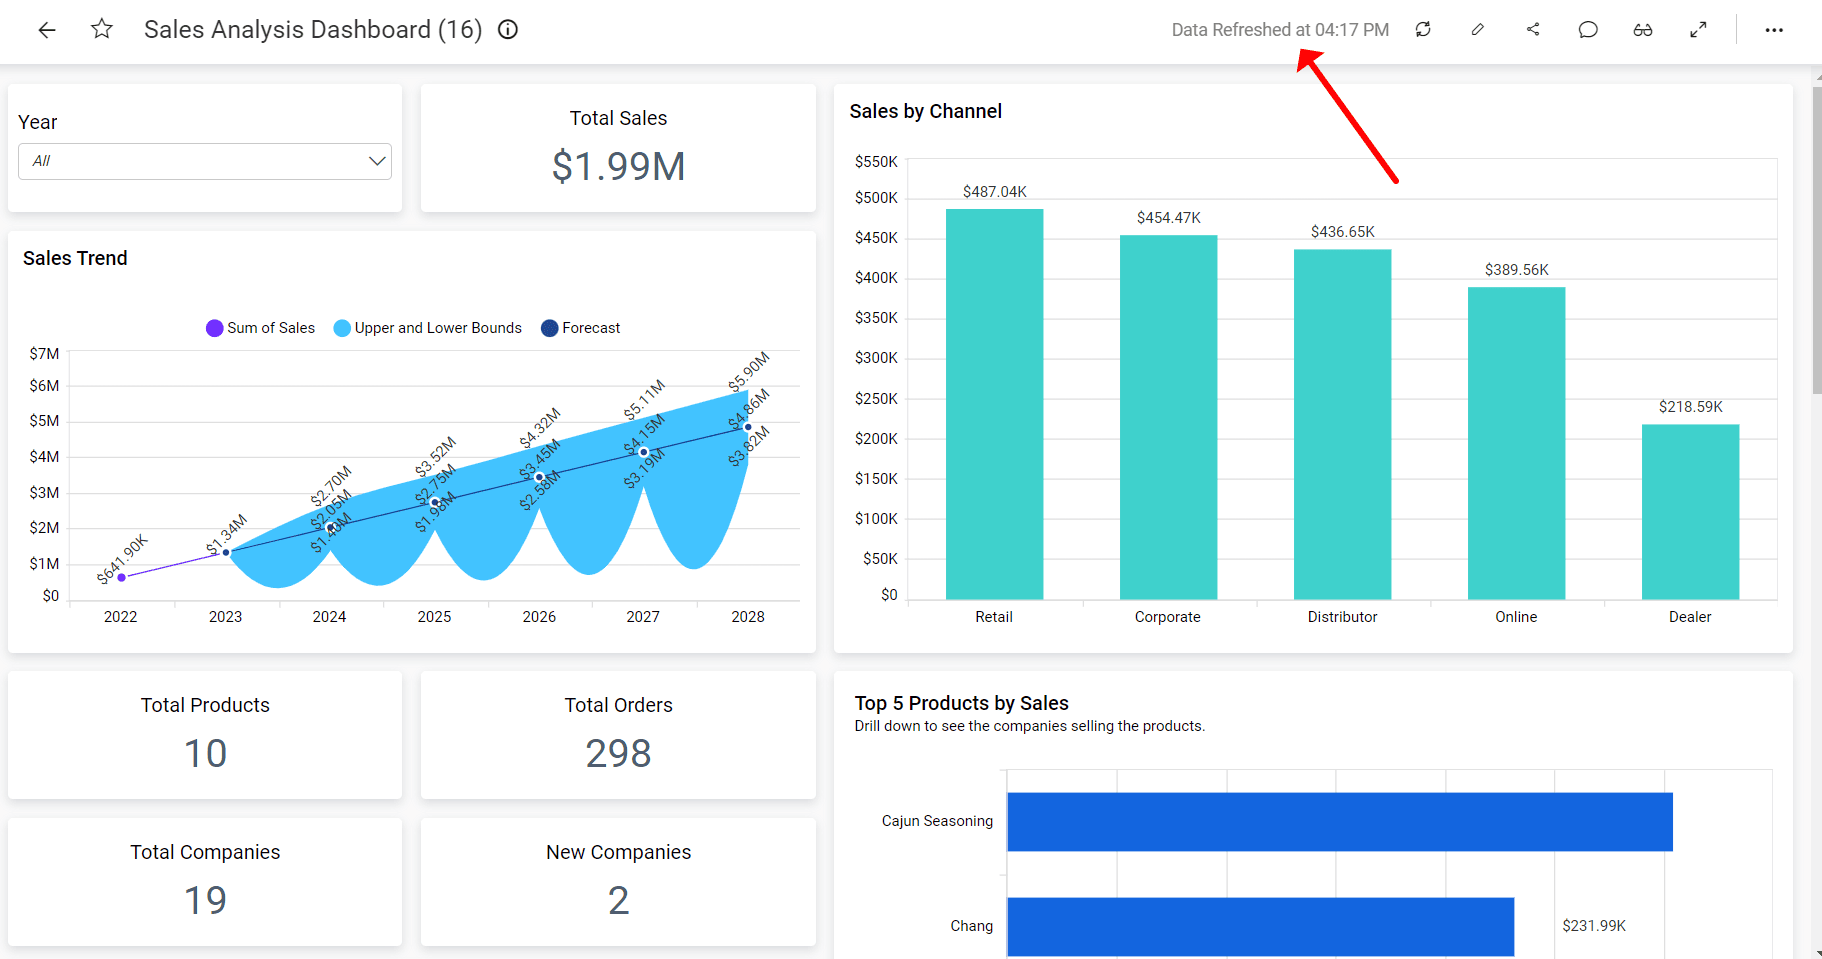 Sales Analysis Dashboard (16)
Data Refreshed at 04:17 PM
Year
All
Total Sales
$1.99M
Sales by Channel
$550K
$500K
$450K
$400K
$350K
$300K
$250K
$200K
$150K
$100K
$50K
$0
$487.04K
$454.47K
$436.65K
$389.56K
$218.59K
Retail Corporate Distributor Online Dealer
Sales Trend
Sum of Sales Upper and Lower Bounds Forecast
$7M
$6M
$5M
$4M
$3M
$2M
$1M
$0
$641.90K
$1.34M
$2.70M
$2.05M
$1.40M
$3.52M
$2.75M
$1.98M
$4.32M
$3.45M
$2.58M
$5.11M
$4.15M
$3.19M
$5.90M
$4.86M
$3.82M
2022 2023 2024 2025 2026 2027 2028
Total Products
10
Total Orders
298
Total Companies
19
New Companies
2
Top 5 Products by Sales
Drill down to see the companies selling the products.
Cajun Seasoning
Chang
$231.99K